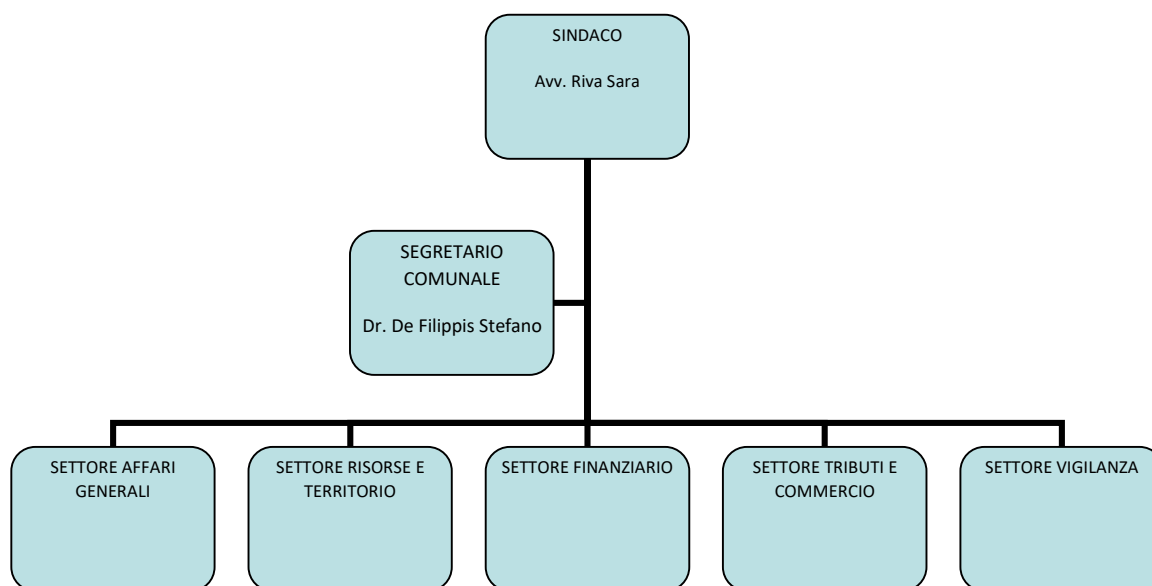 SINDACO
Avv. Riva Sara
SEGRETARIO
COMUNALE
Dr. De Filippis Stefano
SETTORE AFFARI
GENERALI
SETTORE RISORSE E
TERRITORIO
SETTORE FINANZIARIO
SETTORE TRIBUTI E
COMMERCIO
SETTORE VIGILANZA